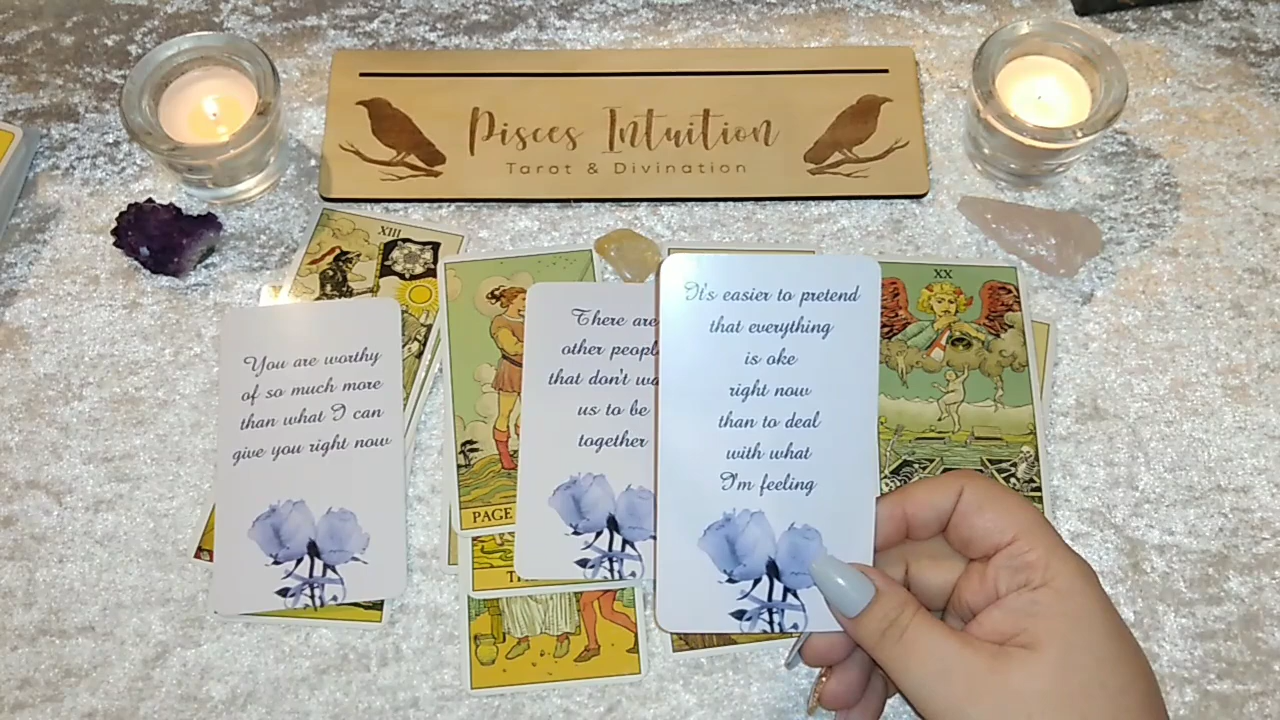 Pisces Intuition
Tarot & Divination
XIII
XX
You are worthy
of so much more
than what I can
give you right now
There are
other people
that don't
us to be
together
It's easier to pretend
that everything
is oke
right now
than to deal
with what
I'm feeling
PAGE